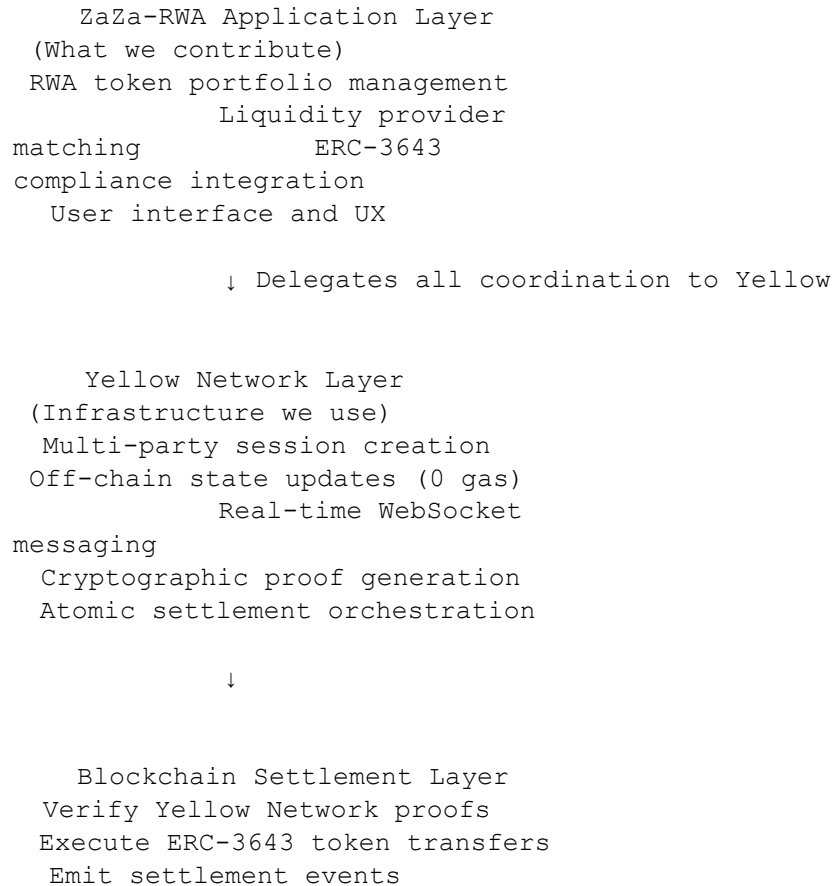 ZaZa-RWA Application Layer
(What we contribute)
RWA token portfolio management
Liquidity provider
matching ERC-3643
compliance integration
User interface and UX
↓ Delegates all coordination to Yellow
Yellow Network Layer
(Infrastructure we use)
Multi-party session creation
Off-chain state updates (0 gas)
Real-time WebSocket
messaging
Cryptographic proof generation
Atomic settlement orchestration
↓
Blockchain Settlement Layer
Verify Yellow Network proofs
Execute ERC-3643 token transfers
Emit settlement events